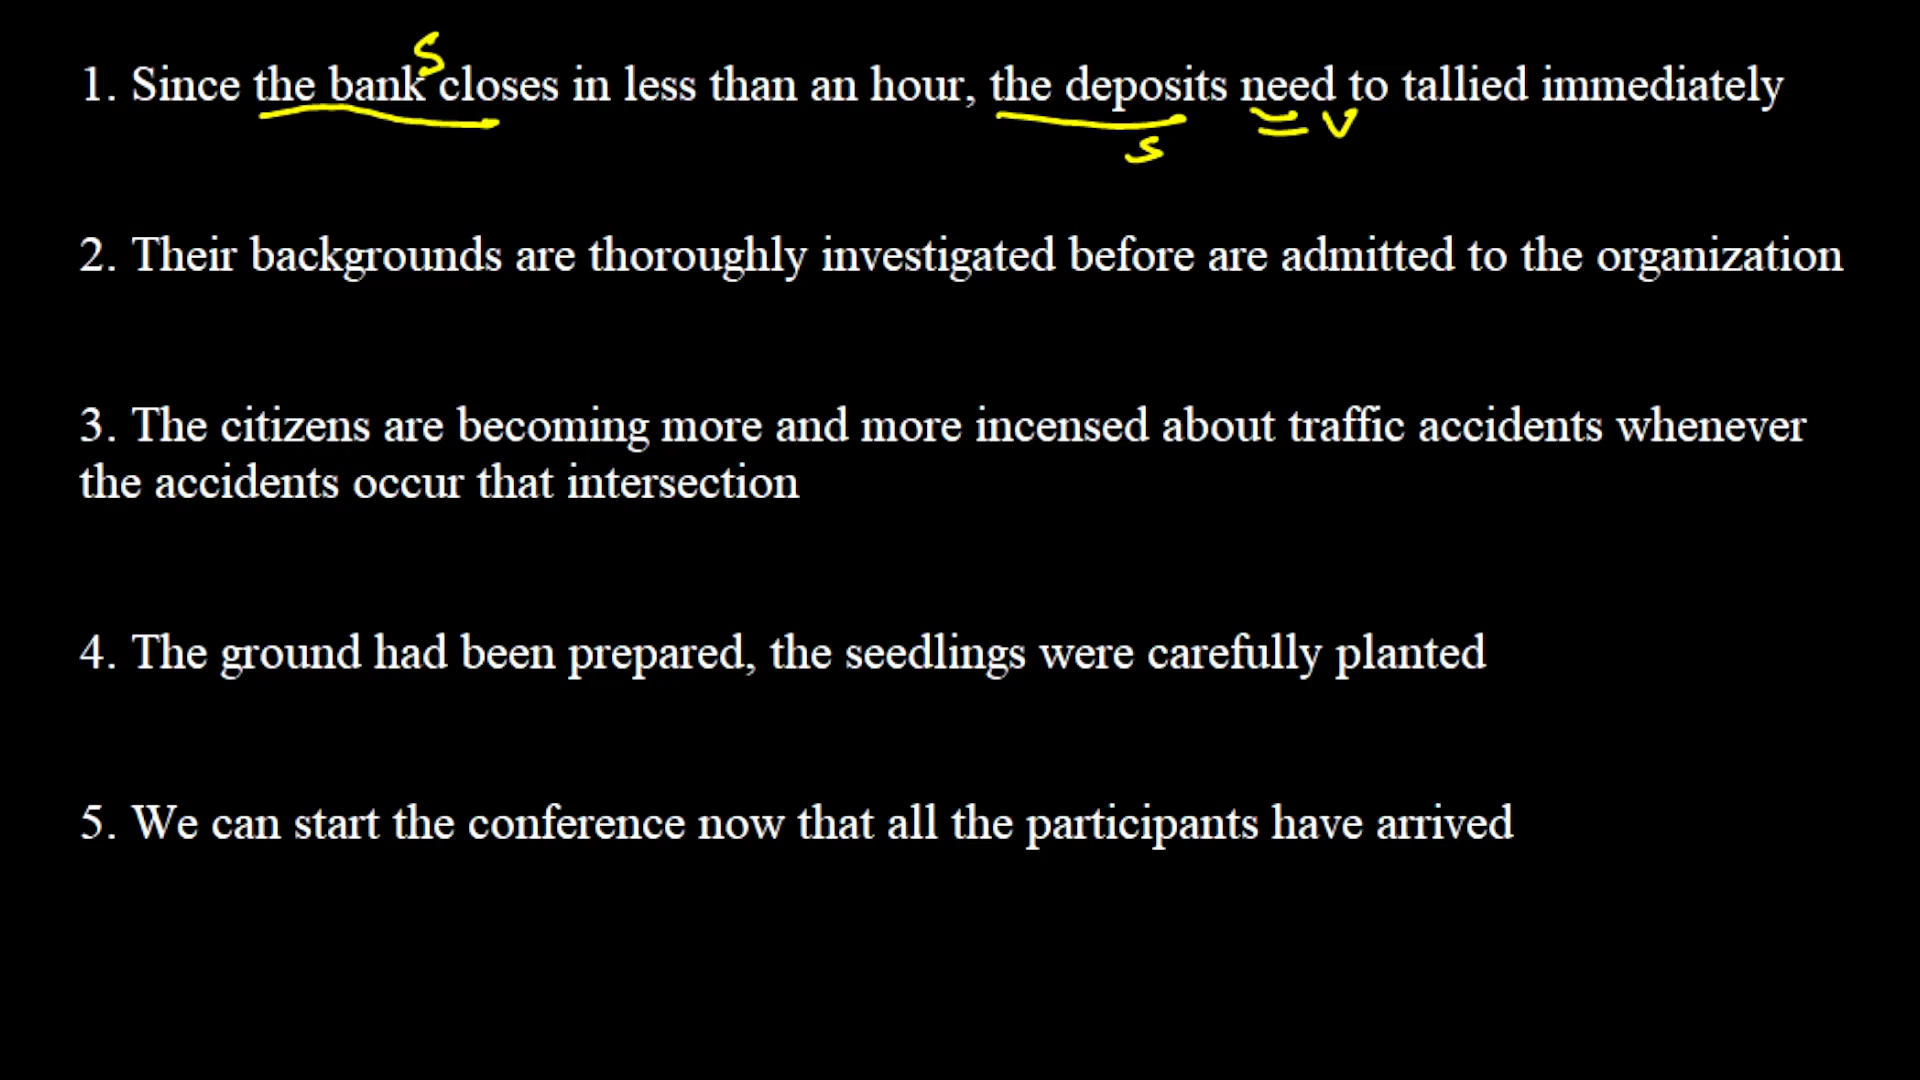 S
1. Since the bank closes in less than an hour, the deposits need to tallied immediately
V
S
2. Their backgrounds are thoroughly investigated before are admitted to the organization
3. The citizens are becoming more and more incensed about traffic accidents whenever
the accidents occur that intersection
4. The ground had been prepared, the seedlings were carefully planted
5. We can start the conference now that all the participants have arrived